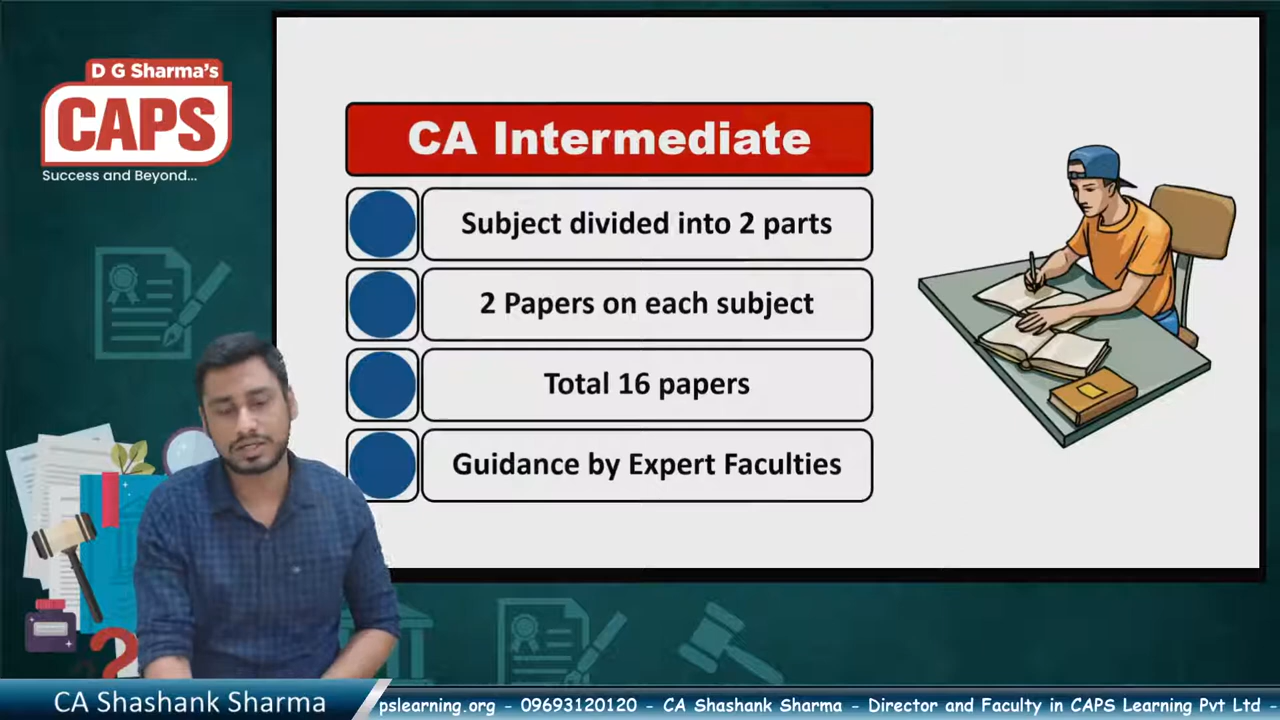 D G Sharma's
CAPS
Success and Beyond...
CA Intermediate
Subject divided into 2 parts
2 Papers on each subject
Total 16 papers
Guidance by Expert Faculties
?
CA Shashank Sharma
pslearning.org - 09693120120 - CA Shashank Sharma - Director and Faculty in CAPS Learning Pvt Ltd -